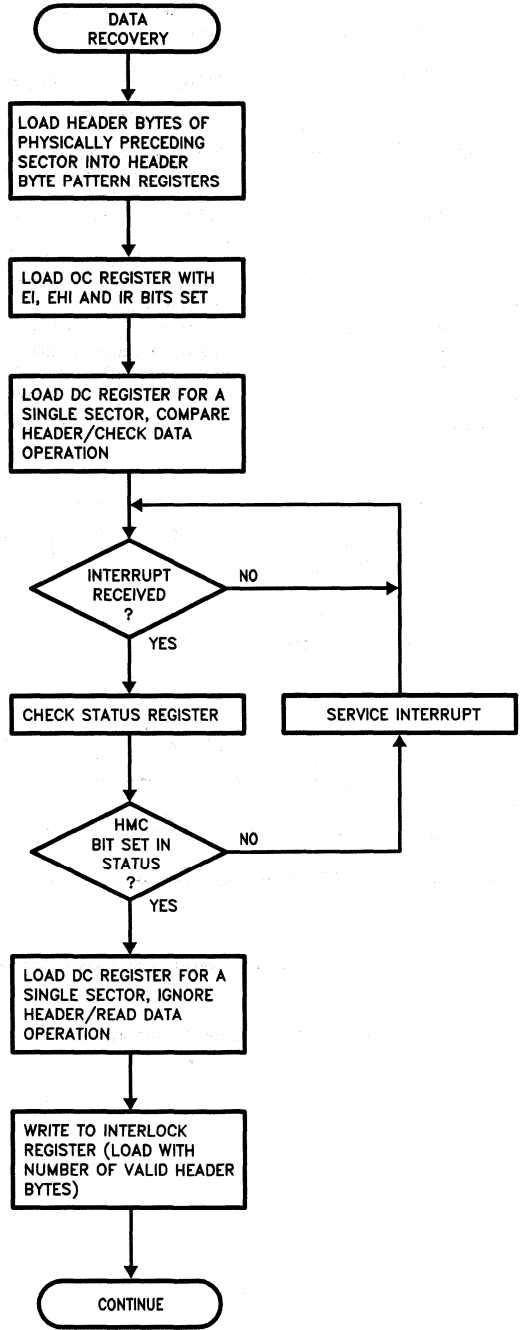 DATA
RECOVERY
LOAD HEADER BYTES OF
PHYSICALLY PRECEDING
SECTOR INTO HEADER
BYTE PATTERN REGISTERS
LOAD OC REGISTER WITH
EI, EHI AND IR BITS SET
LOAD DC REGISTER FOR A
SINGLE SECTOR, COMPARE
HEADER/CHECK DATA
OPERATION
INTERRUPT
RECEIVED
?
NO
YES
CHECK STATUS REGISTER
SERVICE INTERRUPT
HMC
BIT SET IN
STATUS
?
NO
YES
LOAD DC REGISTER FOR A
SINGLE SECTOR, IGNORE
HEADER/READ DATA
OPERATION
WRITE TO INTERLOCK
REGISTER (LOAD WITH
NUMBER OF VALID HEADER
BYTES)
CONTINUE